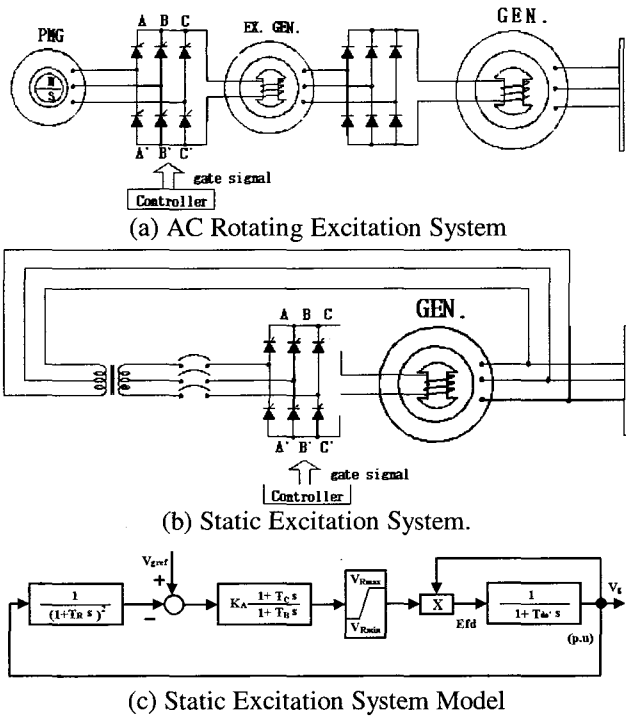 A B C
PMG
EX. GEN.
GEN.
N
S
A' B' C'
gate signal
Controller
(a) AC Rotating Excitation System
A B C
GEN.
A' B' C'
gate signal
Controller
(b) Static Excitation System.
Vgref
+
−
1
(1+TR s)²
KA 1+ TC s
1+ TB s
VRmax
VRmin
X
Efd
1
1+ Tdo' s
Vg
(p.u)
(c) Static Excitation System Model